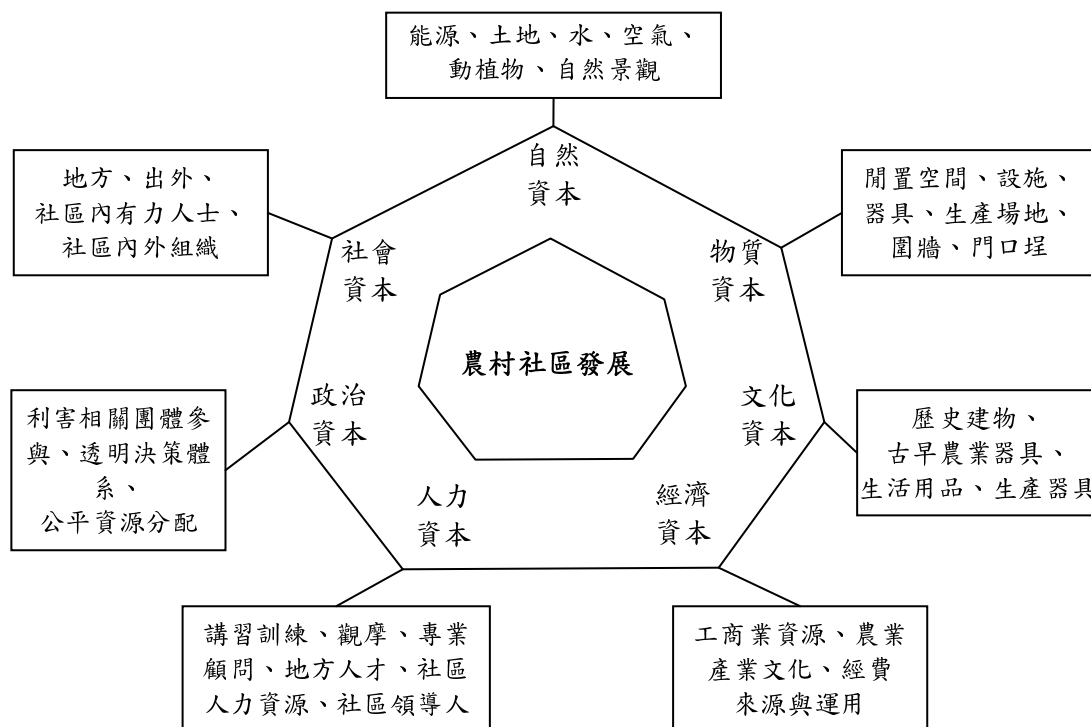 能源、土地、水、空氣、
動植物、自然景觀
自然
資本
地方、出外、
社區內有力人士、
社區內外組織
社會
資本
物質
資本
閒置空間、設施、
器具、生產場地、
圍牆、門口埕
農村社區發展
利害相關團體參
與、透明決策體
系、
公平資源分配
政治
資本
文化
資本
歷史建物、
古早農業器具、
生活用品、生產器具
人力
資本
經濟
資本
講習訓練、觀摩、專業
顧問、地方人才、社區
人力資源、社區領導人
工商業資源、農業
產業文化、經費
來源與運用